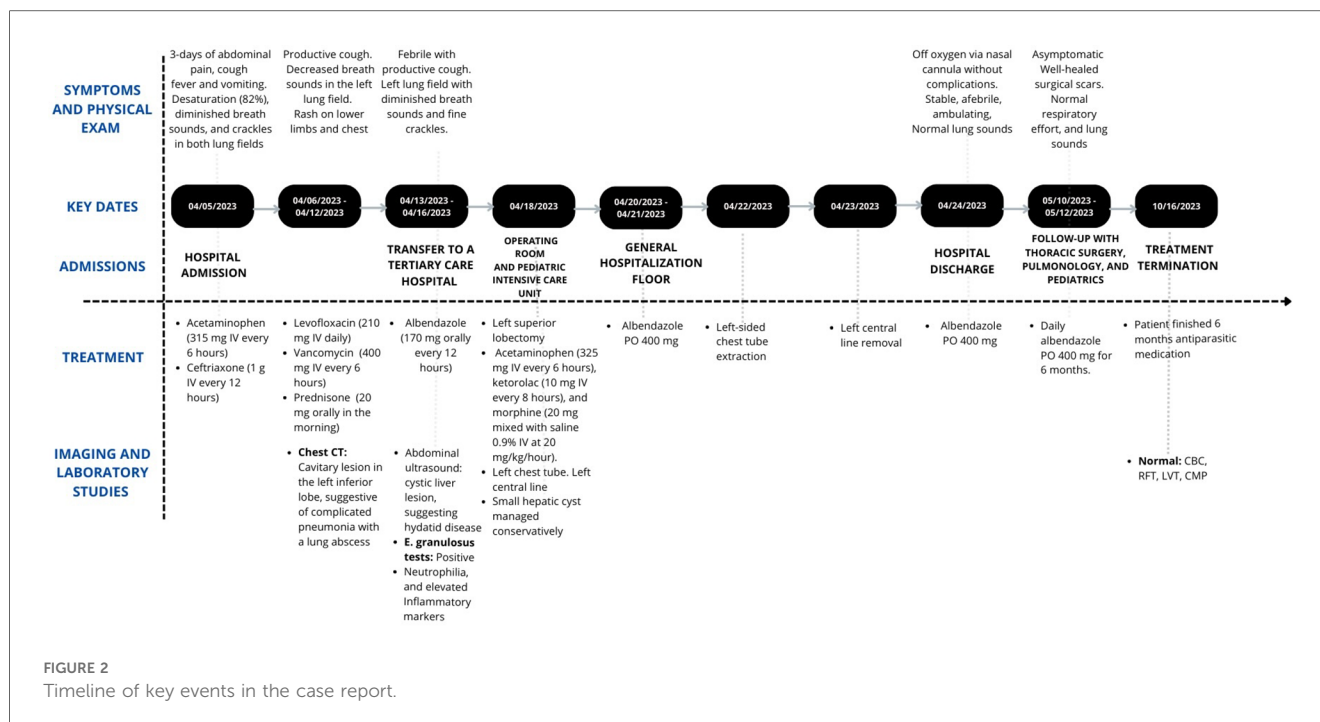 SYMPTOMS
AND PHYSICAL
EXAM
3-days of abdominal
pain, cough
fever and vomiting.
Desaturation (82%),
diminished breath
sounds, and crackles
in both lung fields
Productive cough.
Decreased breath
sounds in the left
lung field.
Rash on lower
limbs and chest
Febrile with
productive cough.
Left lung field with
diminished breath
sounds and fine
crackles.
Off oxygen via nasal
cannula without
complications.
Stable, afebrile,
ambulating,
Normal lung sounds
Asymptomatic
Well-healed
surgical scars.
Normal
respiratory
effort, and lung
sounds
KEY DATES
04/05/2023
04/06/2023 -
04/12/2023
04/13/2023 -
04/16/2023
04/18/2023
04/20/2023 -
04/21/2023
04/22/2023
04/23/2023
04/24/2023
05/10/2023 -
05/12/2023
10/16/2023
ADMISSIONS
HOSPITAL
ADMISSION
TRANSFER TO A
TERTIARY CARE
HOSPITAL
OPERATING
ROOM
AND PEDIATRIC
INTENSIVE CARE
UNIT
GENERAL
HOSPITALIZATION
FLOOR
HOSPITAL
DISCHARGE
FOLLOW-UP WITH
THORACIC SURGERY,
PULMONOLOGY, AND
PEDIATRICS
TREATMENT
TERMINATION
TREATMENT
• Acetaminophen
(315 mg IV every
6 hours)
• Ceftriaxone (1 g
IV every 12
hours)
• Levofloxacin (210
mg IV daily)
• Vancomycin (400
mg IV every 6
hours)
• Prednisone (20
mg orally in the
morning)
• Albendazole
(170 mg orally
every 12
hours)
• Left superior
lobectomy
• Acetaminophen (325
mg IV every 6 hours),
ketorolac (10 mg IV
every 8 hours), and
morphine (20 mg
mixed with saline
0.9% IV at 20
mg/kg/hour).
• Left chest tube. Left
central line
• Small hepatic cyst
managed
conservatively
• Albendazole
PO 400 mg
• Left-sided
chest tube
extraction
• Left central
line removal
• Albendazole
PO 400 mg
• Daily
albendazole
PO 400 mg for
6 months.
• Patient finished 6
months antiparasitic
medication
IMAGING AND
LABORATORY
STUDIES
• Chest CT:
Cavitary lesion in
the left inferior
lobe, suggestive
of complicated
pneumonia with
a lung abscess
• Abdominal
ultrasound:
cystic liver
lesion,
suggesting
hydatid disease
• E. granulosus
tests: Positive
• Neutrophilia,
and elevated
Inflammatory
markers
• Normal: CBC,
RFT, LVT, CMP
FIGURE 2
Timeline of key events in the case report.